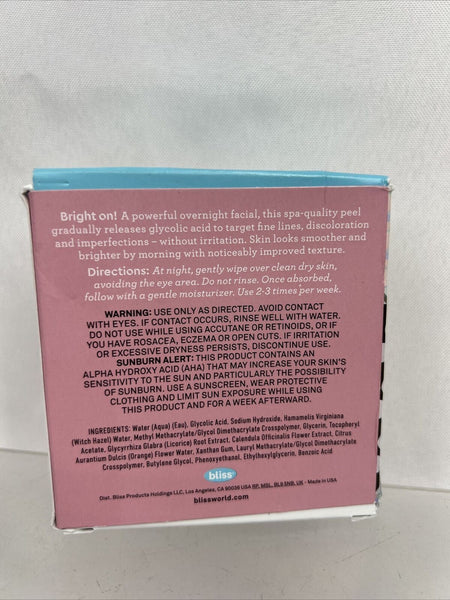 Bright on! A powerful overnight facial, this spa-quality peel
gradually releases glycolic acid to target fine lines, discoloration
and imperfections – without irritation. Skin looks smoother and
brighter by morning with noticeably improved texture.
Directions: At night, gently wipe over clean dry skin,
avoiding the eye area. Do not rinse. Once absorbed,
follow with a gentle moisturizer. Use 2-3 times per week.
WARNING: USE ONLY AS DIRECTED. AVOID CONTACT
WITH EYES. IF CONTACT OCCURS, RINSE WELL WITH WATER.
DO NOT USE WHILE USING ACCUTANE OR RETINOIDS, OR IF
YOU HAVE ROSACEA, ECZEMA OR OPEN CUTS. IF IRRITATION
OR EXCESSIVE DRYNESS PERSISTS, DISCONTINUE USE.
SUNBURN ALERT: THIS PRODUCT CONTAINS AN
ALPHA HYDROXY ACID (AHA) THAT MAY INCREASE YOUR SKIN'S
SENSITIVITY TO THE SUN AND PARTICULARLY THE POSSIBILITY
OF SUNBURN. USE A SUNSCREEN, WEAR PROTECTIVE
CLOTHING AND LIMIT SUN EXPOSURE WHILE USING
THIS PRODUCT AND FOR A WEEK AFTERWARD.
INGREDIENTS: Water (Aqua) (Eau), Glycolic Acid, Sodium Hydroxide, Hamamelis Virginiana
(Witch Hazel) Water, Methyl Methacrylate/Glycol Dimethacrylate Crosspolymer, Glycerin, Tocopheryl
Acetate, Glycyrrhiza Glabra (Licorice) Root Extract, Calendula Officinalis Flower Extract, Citrus
Aurantium Dulcis (Orange) Flower Water, Xanthan Gum, Lauryl Methacrylate/Glycol Dimethacrylate
Crosspolymer, Butylene Glycol, Phenoxyethanol, Ethylhexylglycerin, Benzoic Acid
bliss
Dist. Bliss Products Holdings LLC, Los Angeles, CA 90036 USA RP, MSL, BL9 5NB, UK - Made in USA
blissworld.com